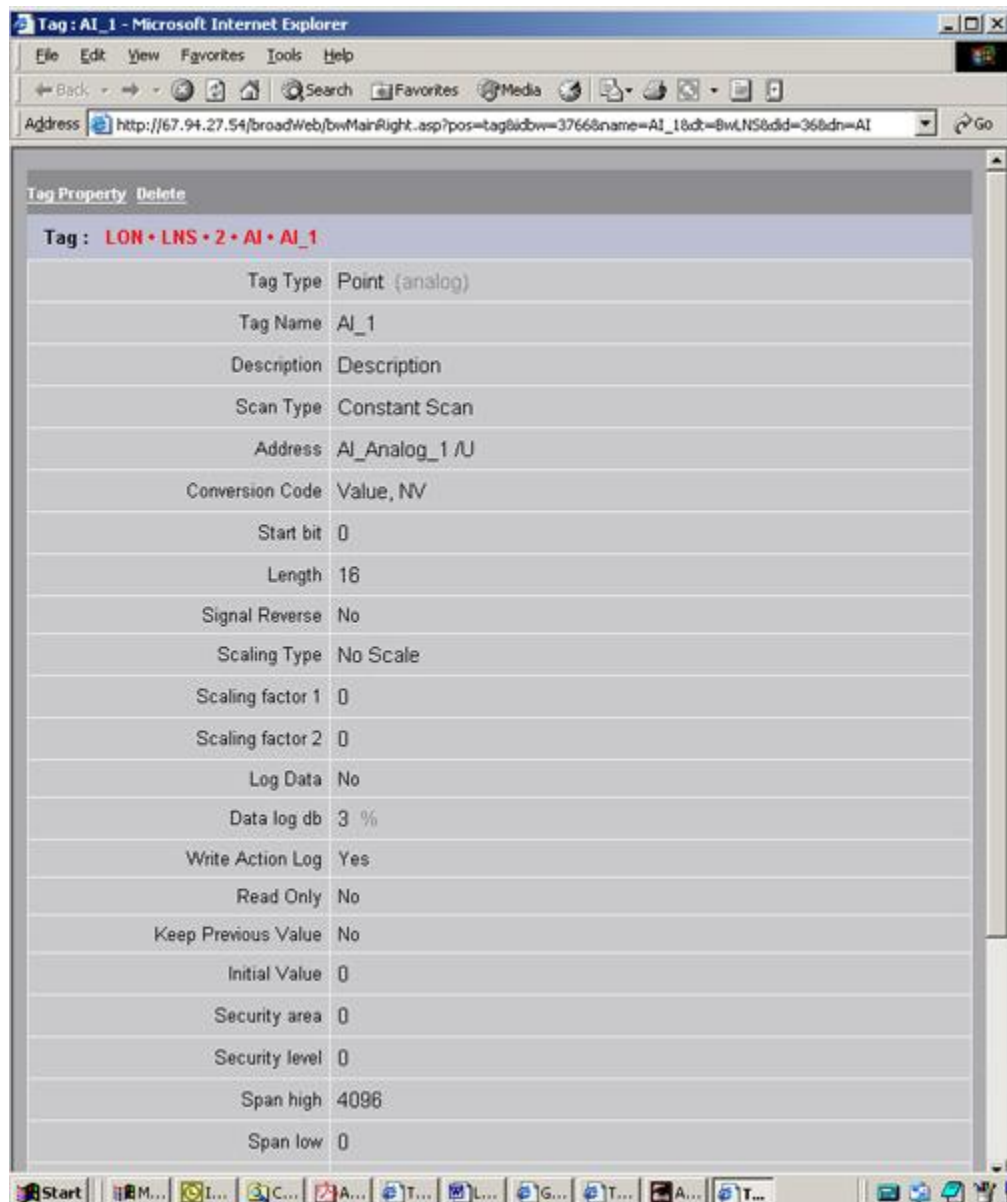 Tag : AI_1 - Microsoft Internet Explorer
File Edit View Favorites Tools Help
Back Search Favorites Media
Address http://67.94.27.54/broadWeb/bwMainRight.asp?pos=tag&idbw=3766&name=AI_1&dt=BwLNS&did=36&dn=AI Go
Tag Property Delete
Tag : LON • LNS • 2 • AI • AI_1
Tag Type Point (analog)
Tag Name AI_1
Description Description
Scan Type Constant Scan
Address AI_Analog_1 /U
Conversion Code Value, NV
Start bit 0
Length 16
Signal Reverse No
Scaling Type No Scale
Scaling factor 1 0
Scaling factor 2 0
Log Data No
Data log db 3 %
Write Action Log Yes
Read Only No
Keep Previous Value No
Initial Value 0
Security area 0
Security level 0
Span high 4096
Span low 0
Start M... I... C... A... T... L... G... T... A... T...